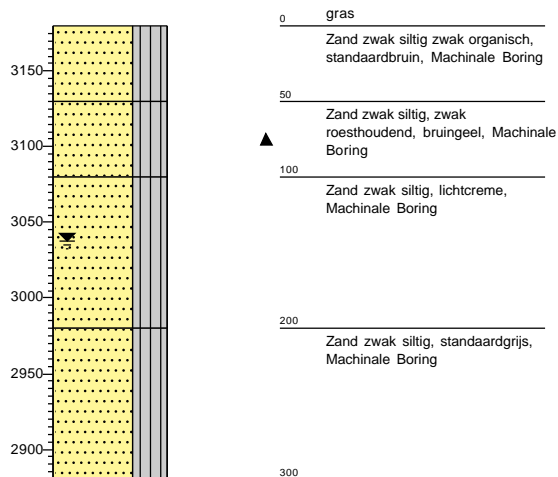 0 gras
Zand zwak siltig zwak organisch,
standaardbruin, Machinale Boring
3150
50
Zand zwak siltig, zwak
roesthoudend, bruingeel, Machinale
Boring
3100
100
Zand zwak siltig, lichtcreme,
Machinale Boring
3050
3000
200
Zand zwak siltig, standaardgrijs,
Machinale Boring
2950
2900
300